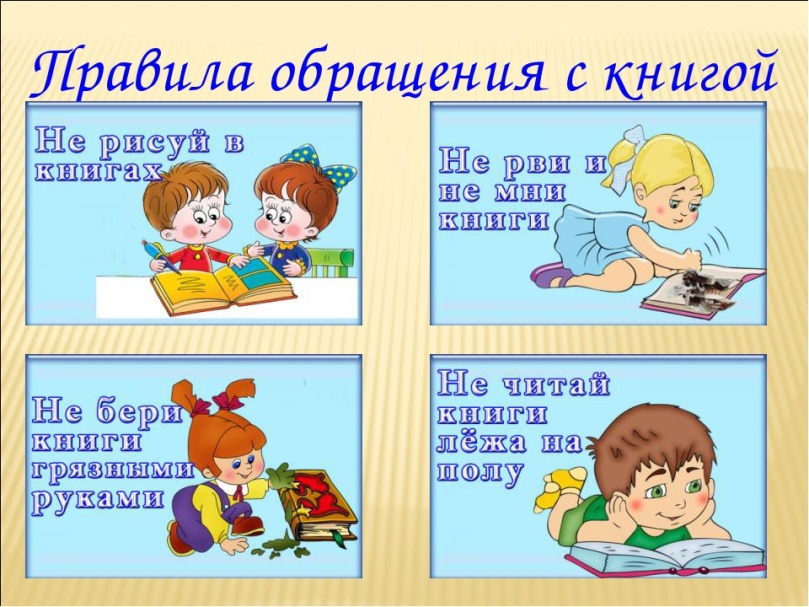 Правила обращения с книгой
Не рисуй в
книгах
Не рви и
не мни
книги
Не бери
книги
грязными
руками
Не читай
книги
лёжа на
полу